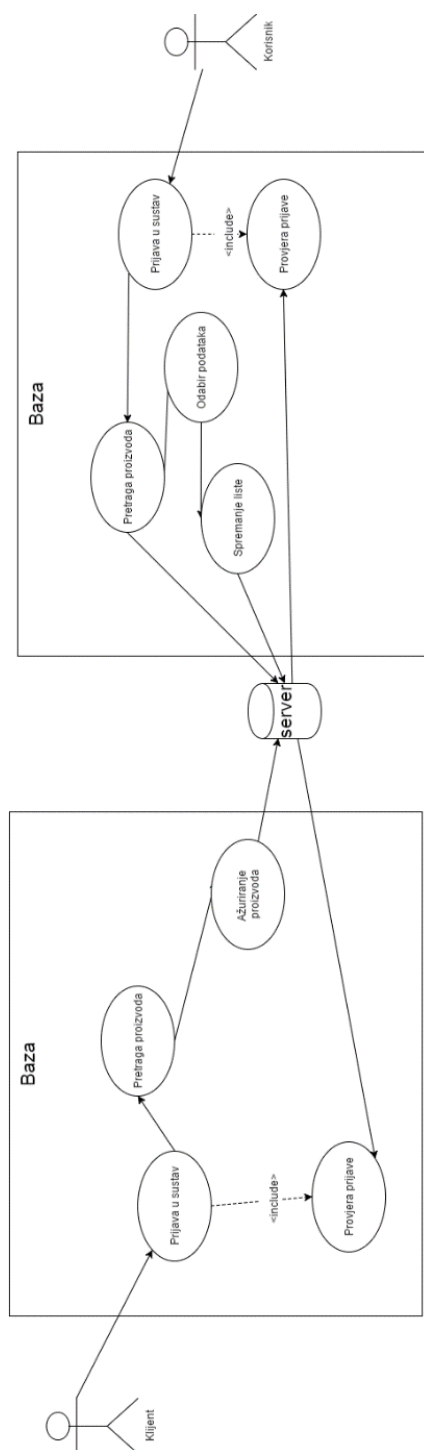 Klijent
Baza
Prijava u sustav
<include>
Provjera prijave
Pretraga proizvoda
Ažuriranje
proizvoda
server
Baza
Pretraga proizvoda
Spremanje liste
Odabir podataka
Prijava u sustav
<include>
Provjera prijave
Korisnik